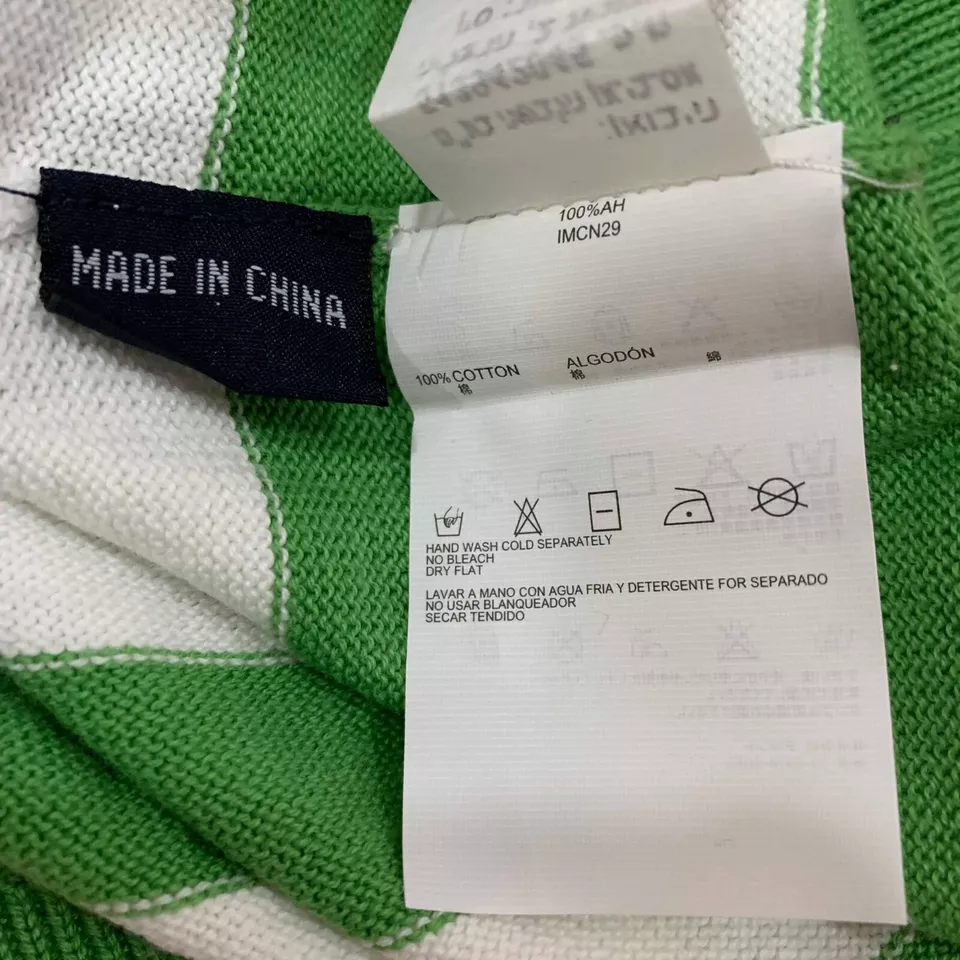 MADE IN CHINA
100%AH
IMCN29
100% COTTON
棉
ALGODÓN
棉
綿
HAND WASH COLD SEPARATELY
NO BLEACH
DRY FLAT
LAVAR A MANO CON AGUA FRIA Y DETERGENTE FOR SEPARADO
NO USAR BLANQUEADOR
SECAR TENDIDO